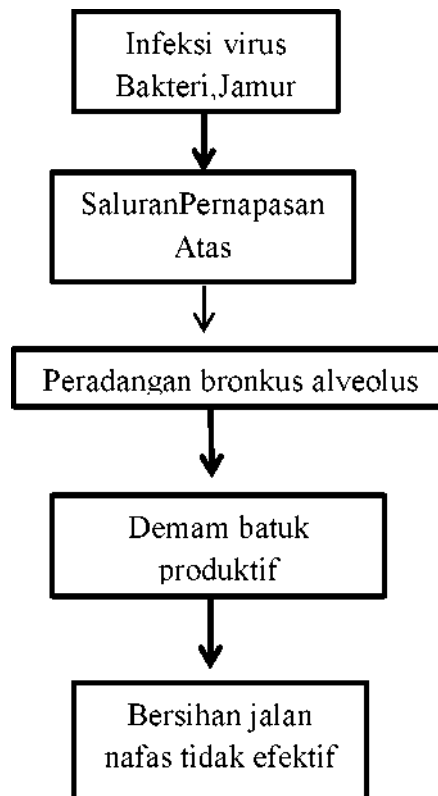 Infeksi virus
Bakteri,Jamur
SaluranPernapasan
Atas
Peradangan bronkus alveolus
Demam batuk
produktif
Bersihan jalan
nafas tidak efektif